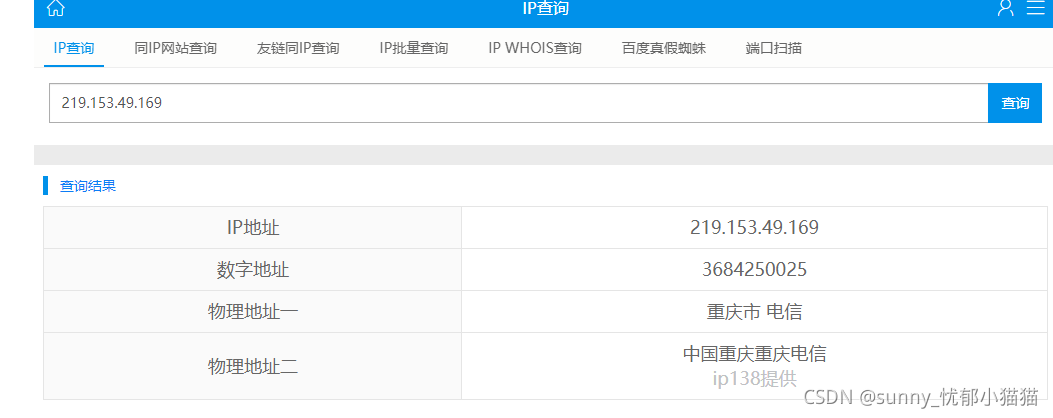 IP查询
IP查询 同IP网站查询 友链同IP查询 IP批量查询 IP WHOIS查询 百度真假蜘蛛 端口扫描
219.153.49.169 查询
查询结果
IP地址 219.153.49.169
数字地址 3684250025
物理地址一 重庆市 电信
物理地址二 中国重庆重庆电信
ip138提供
CSDN @sunny_忧郁小猫猫